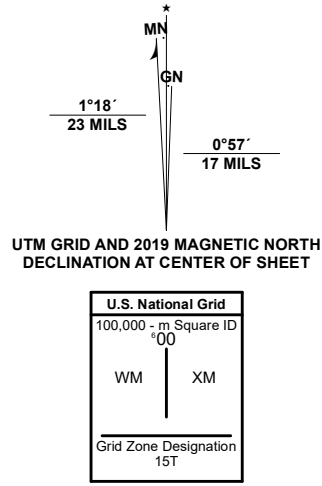 ★
MN
GN
1°18´
23 MILS
0°57´
17 MILS
UTM GRID AND 2019 MAGNETIC NORTH
DECLINATION AT CENTER OF SHEET
U.S. National Grid
100,000 - m Square ID
⁶00
WM XM
Grid Zone Designation
15T